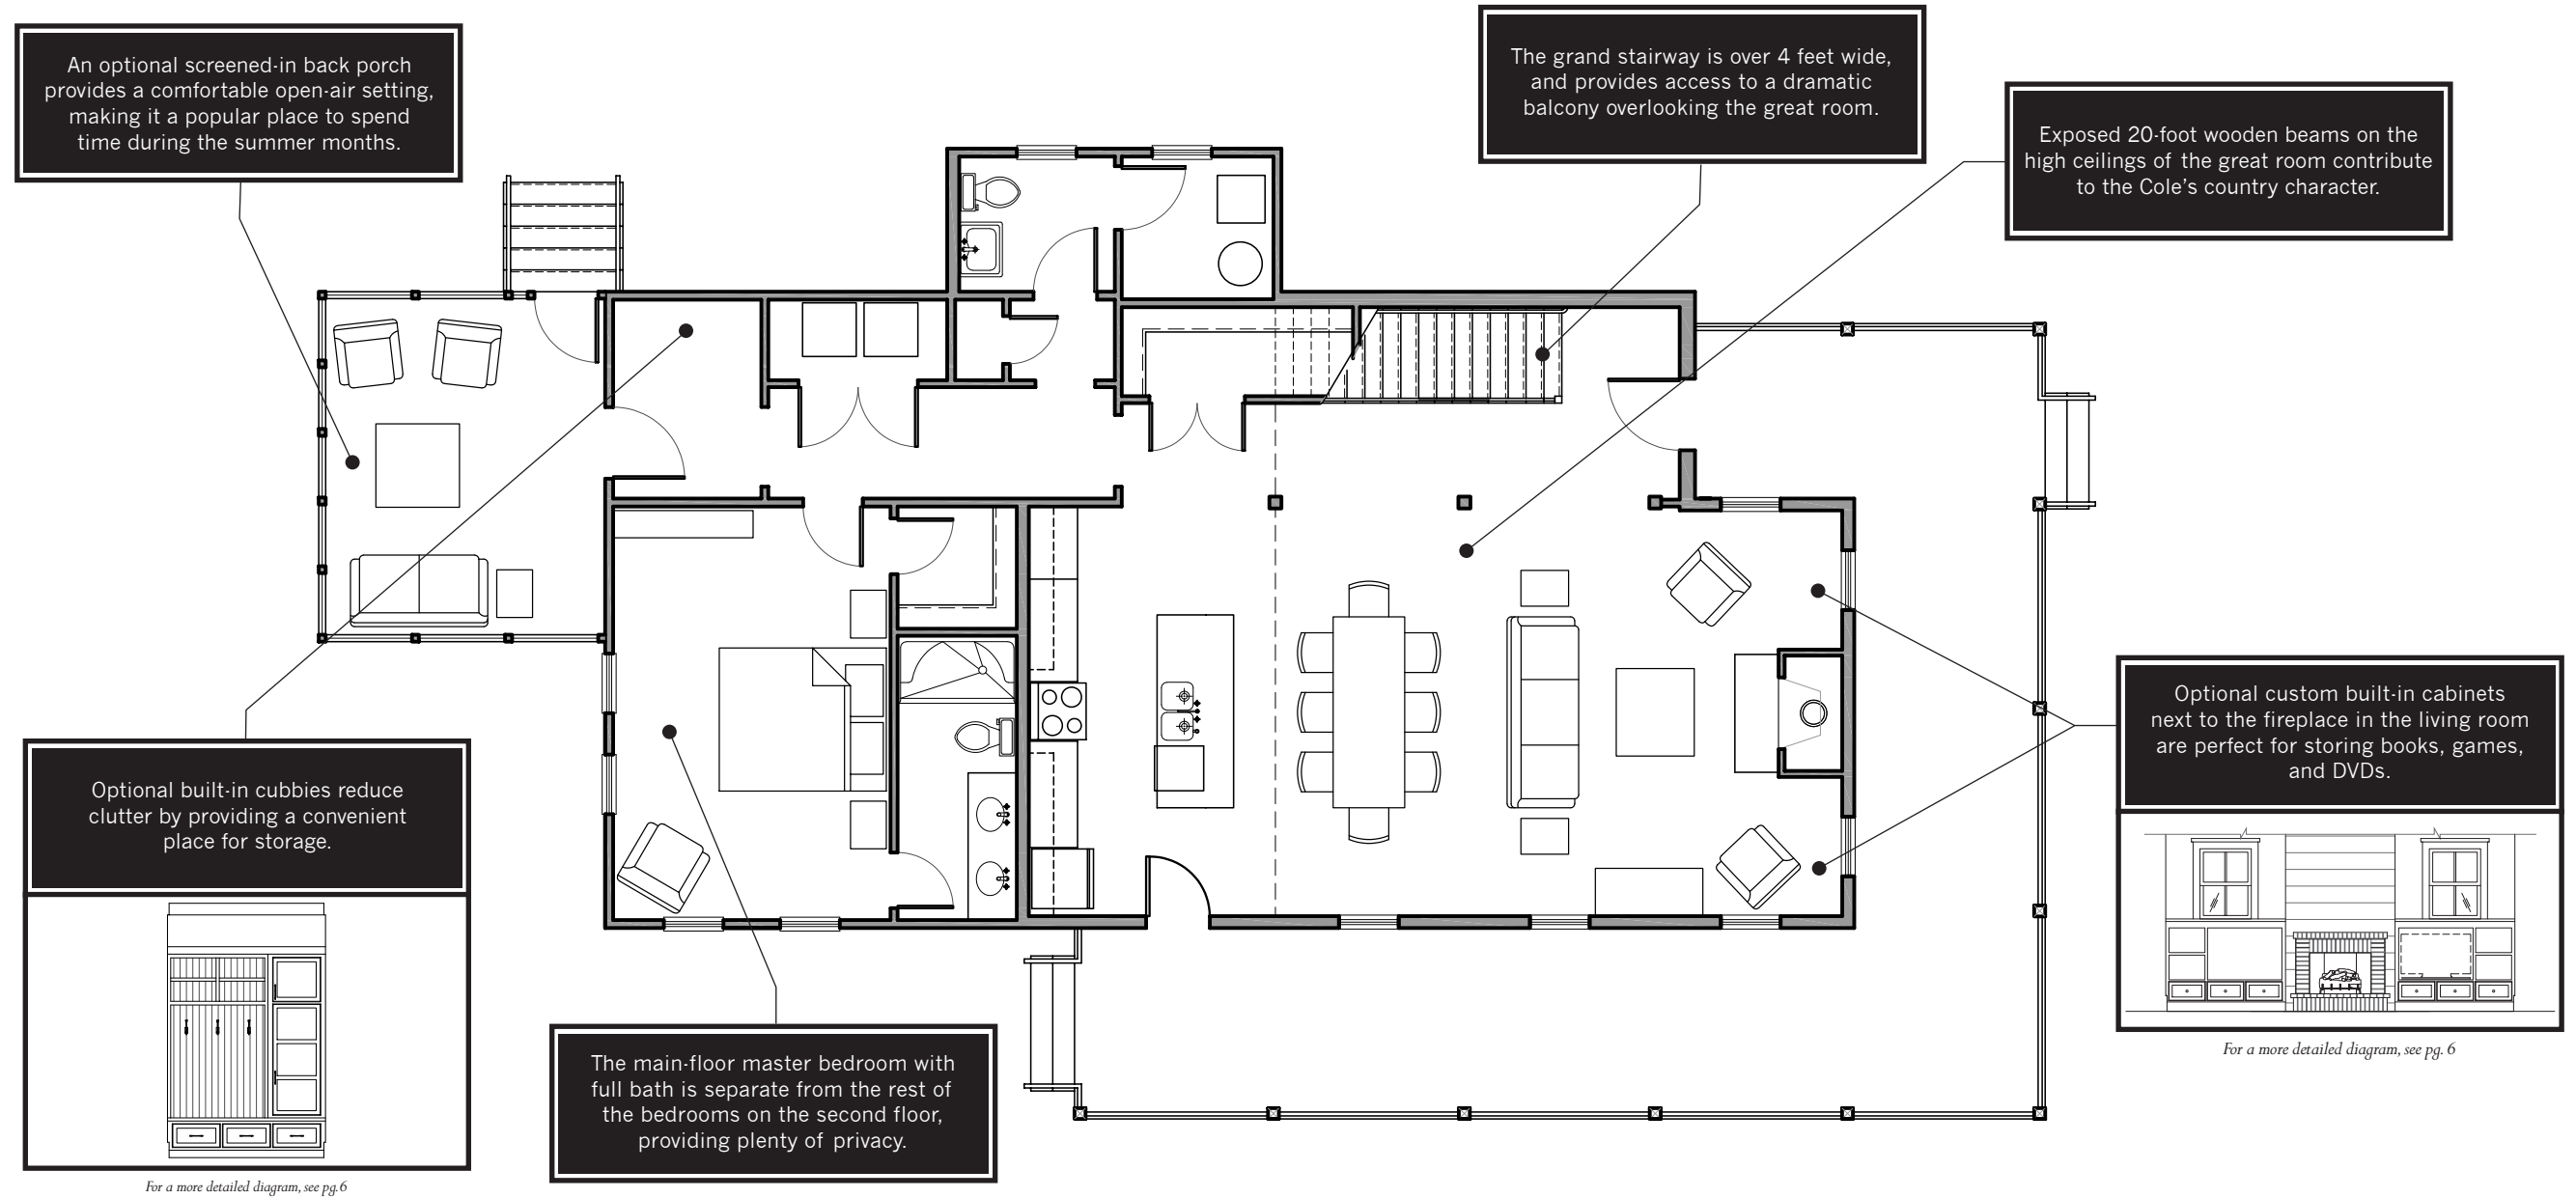 An optional screened-in back porch
provides a comfortable open-air setting,
making it a popular place to spend
time during the summer months.
The grand stairway is over 4 feet wide,
and provides access to a dramatic
balcony overlooking the great room.
Exposed 20-foot wooden beams on the
high ceilings of the great room contribute
to the Cole’s country character.
Optional built-in cubbies reduce
clutter by providing a convenient
place for storage.
For a more detailed diagram, see pg.6
The main-floor master bedroom with
full bath is separate from the rest of
the bedrooms on the second floor,
providing plenty of privacy.
Optional custom built-in cabinets
next to the fireplace in the living room
are perfect for storing books, games,
and DVDs.
For a more detailed diagram, see pg. 6